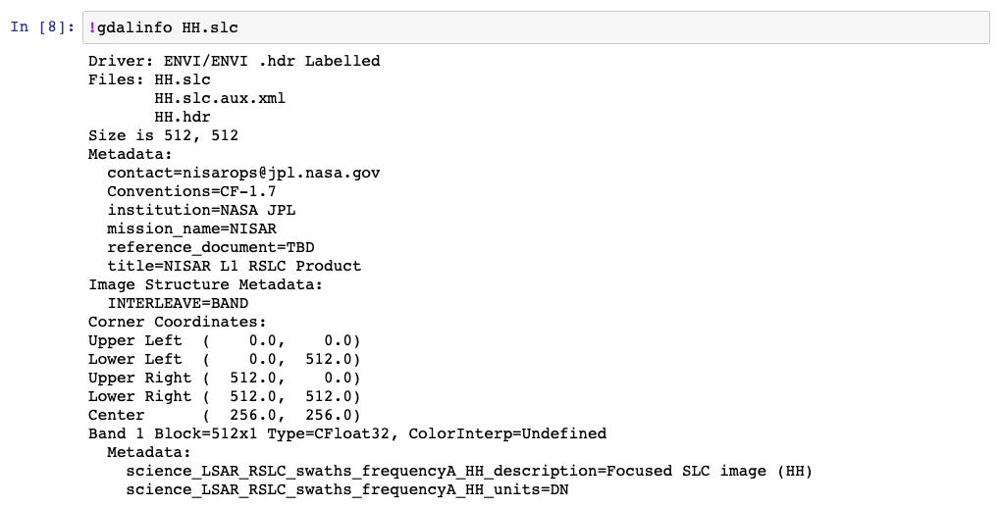 In [8]: !gdalinfo HH.slc
Driver: ENVI/ENVI .hdr Labelled
Files: HH.slc
       HH.slc.aux.xml
       HH.hdr
Size is 512, 512
Metadata:
  contact=nisarops@jpl.nasa.gov
  Conventions=CF-1.7
  institution=NASA JPL
  mission_name=NISAR
  reference_document=TBD
  title=NISAR L1 RSLC Product
Image Structure Metadata:
  INTERLEAVE=BAND
Corner Coordinates:
Upper Left  (    0.0,    0.0)
Lower Left  (    0.0,  512.0)
Upper Right (  512.0,    0.0)
Lower Right (  512.0,  512.0)
Center      (  256.0,  256.0)
Band 1 Block=512x1 Type=CFloat32, ColorInterp=Undefined
  Metadata:
    science_LSAR_RSLC_swaths_frequencyA_HH_description=Focused SLC image (HH)
    science_LSAR_RSLC_swaths_frequencyA_HH_units=DN